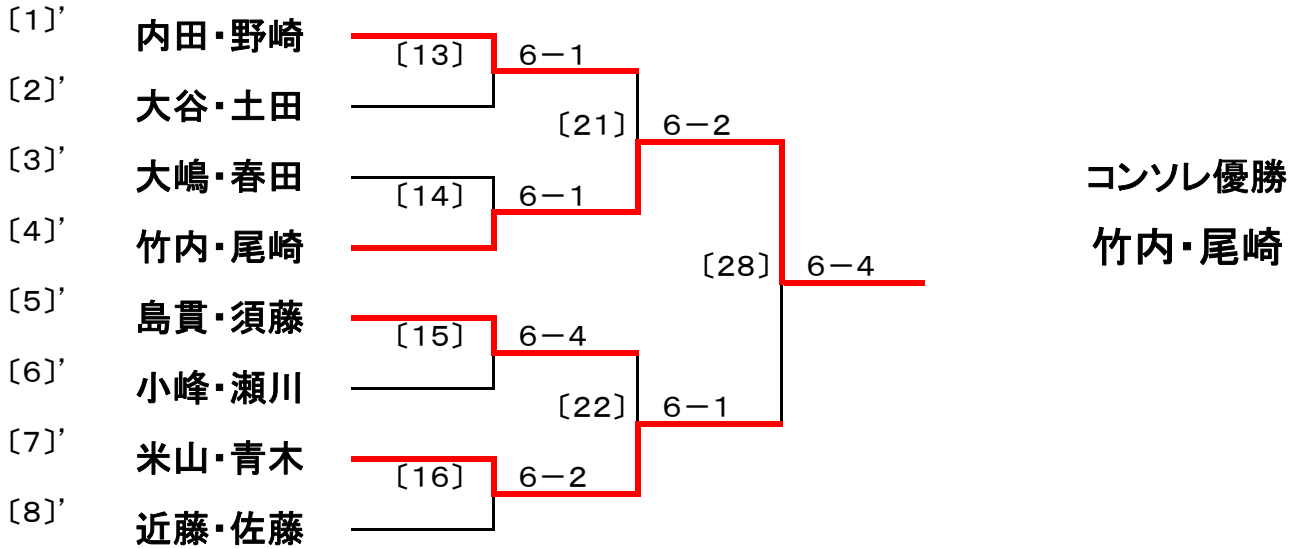 〔1〕’
内田・野崎
〔13〕 6－1
〔2〕’
大谷・土田
〔21〕 6－2
〔3〕’
大嶋・春田
コンソレ優勝
〔14〕 6－1
〔4〕’
竹内・尾崎
竹内・尾崎
〔28〕 6－4
〔5〕’
島貫・須藤
〔15〕 6－4
〔6〕’
小峰・瀬川
〔22〕 6－1
〔7〕’
米山・青木
〔16〕 6－2
〔8〕’
近藤・佐藤